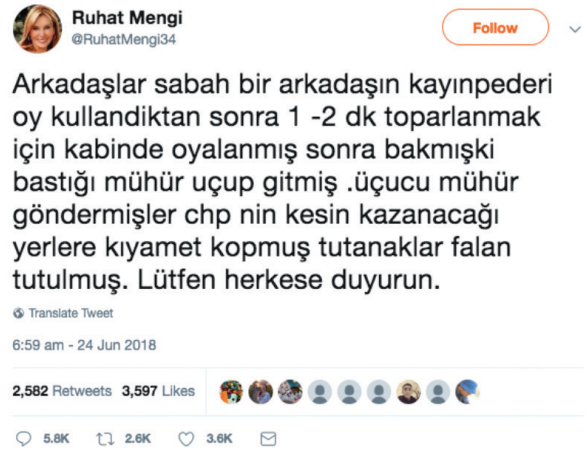 Ruhat Mengi
@RuhatMengi34
Follow
Arkadaşlar sabah bir arkadaşın kayınpederi
oy kullandiktan sonra 1 -2 dk toparlanmak
için kabinde oyalanmış sonra bakmışki
bastığı mühür uçup gitmiş .üçucu mühür
göndermişler chp nin kesin kazanacağı
yerlere kıyamet kopmuş tutanaklar falan
tutulmuş. Lütfen herkese duyurun.
Translate Tweet
6:59 am - 24 Jun 2018
2,582 Retweets 3,597 Likes
5.8K 2.6K 3.6K